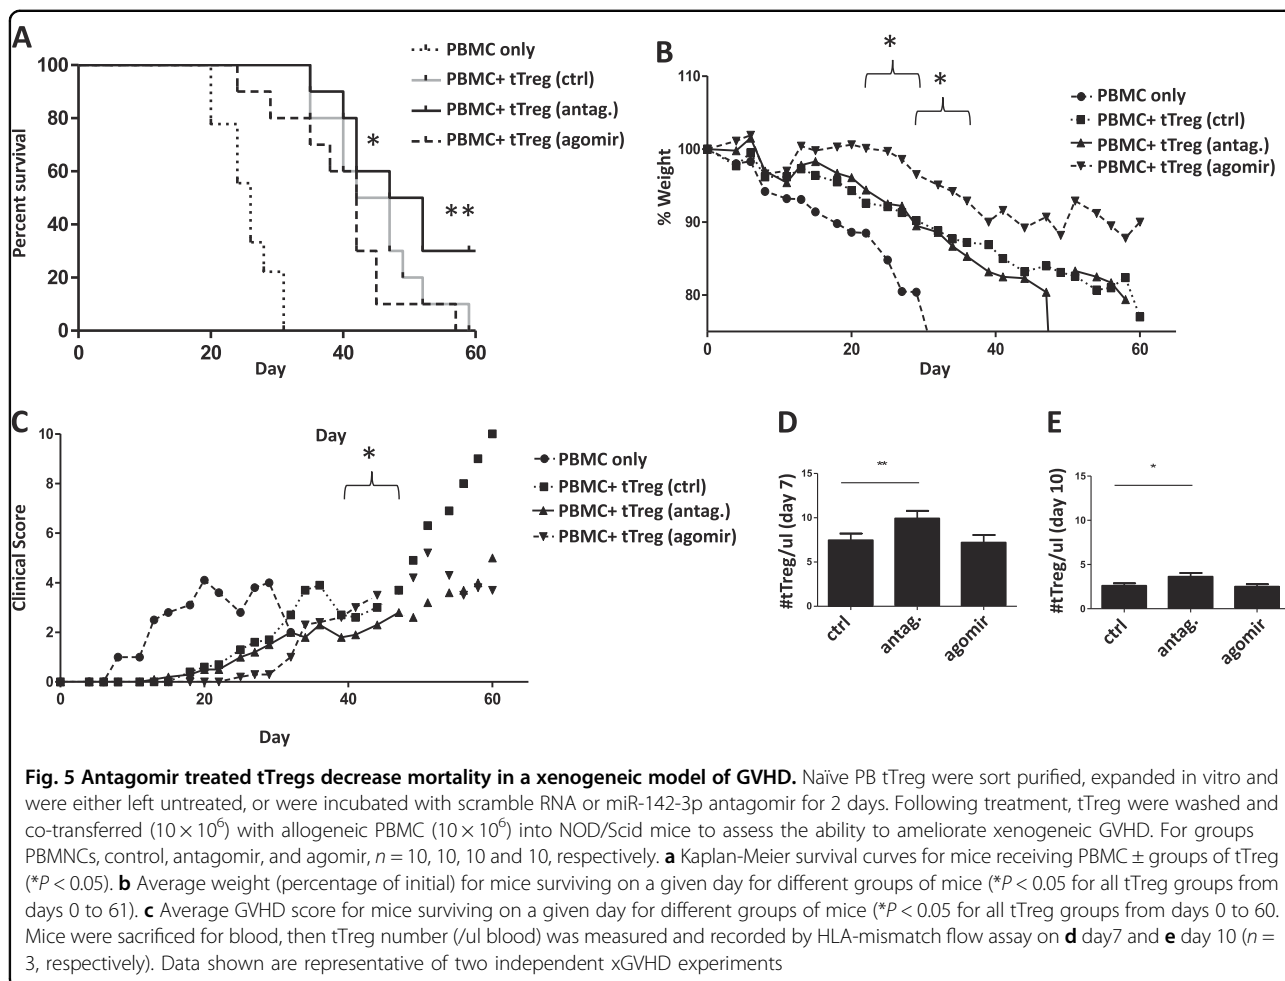 A
PBMC only
PBMC+ tTreg (ctrl)
PBMC+ tTreg (antag.)
PBMC+ tTreg (agomir)
Percent survival
100
80
60
40
20
0
*
**
0
20
40
60
Day
B
*
*
PBMC only
PBMC+ tTreg (ctrl)
PBMC+ tTreg (antag.)
PBMC+ tTreg (agomir)
% Weight
110
100
90
80
0
20
40
60
Day
C
Day
*
PBMC only
PBMC+ tTreg (ctrl)
PBMC+ tTreg (antag.)
PBMC+ tTreg (agomir)
Clinical Score
10
8
6
4
2
0
0
20
40
60
Day
D
**
#tTreg/ul (day 7)
15
10
5
0
ctrl
antag.
agomir
E
*
#tTreg/ul (day 10)
15
10
5
0
ctrl
antag.
agomir
Fig. 5 Antagomir treated tTregs decrease mortality in a xenogeneic model of GVHD. Naïve PB tTreg were sort purified, expanded in vitro and
were either left untreated, or were incubated with scramble RNA or miR-142-3p antagomir for 2 days. Following treatment, tTreg were washed and
co-transferred (10 × 10⁶) with allogeneic PBMC (10 × 10⁶) into NOD/Scid mice to assess the ability to ameliorate xenogeneic GVHD. For groups
PBMNCs, control, antagomir, and agomir, n = 10, 10, 10 and 10, respectively. a Kaplan-Meier survival curves for mice receiving PBMC ± groups of tTreg
(*P < 0.05). b Average weight (percentage of initial) for mice surviving on a given day for different groups of mice (*P < 0.05 for all tTreg groups from
days 0 to 61). c Average GVHD score for mice surviving on a given day for different groups of mice (*P < 0.05 for all tTreg groups from days 0 to 60.
Mice were sacrificed for blood, then tTreg number (/ul blood) was measured and recorded by HLA-mismatch flow assay on d day7 and e day 10 (n =
3, respectively). Data shown are representative of two independent xGVHD experiments